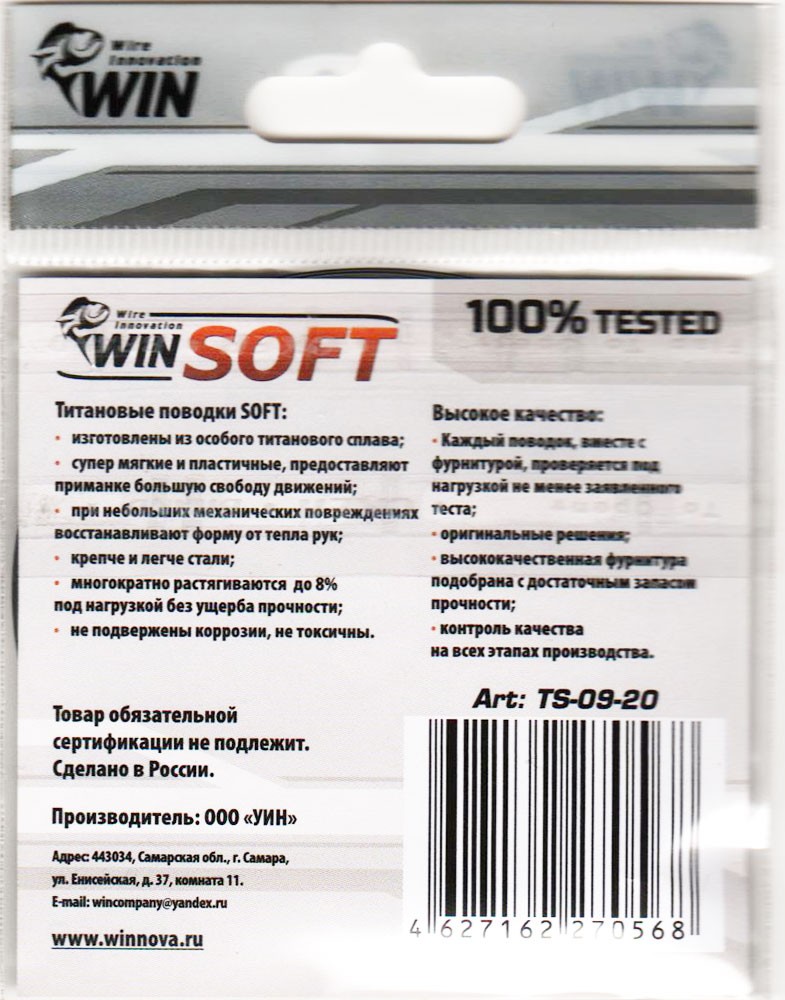 Wire
Innovation
WIN
Wire
Innovation
WIN SOFT
100% TESTED
Титановые поводки SOFT:
• изготовлены из особого титанового сплава;
• супер мягкие и пластичные, предоставляют
приманке большую свободу движений;
• при небольших механических повреждениях
восстанавливают форму от тепла рук;
• крепче и легче стали;
• многократно растягиваются до 8%
под нагрузкой без ущерба прочности;
• не подвержены коррозии, не токсичны.
Высокое качество:
• Каждый поводок, вместе с
фурнитурой, проверяется под
нагрузкой не менее заявленного
теста;
• оригинальные решения;
• высококачественная фурнитура
подобрана с достаточным запасом
прочности;
• контроль качества
на всех этапах производства.
Товар обязательной
сертификации не подлежит.
Сделано в России.
Производитель: ООО «УИН»
Адрес: 443034, Самарская обл., г. Самара,
ул. Енисейская, д. 37, комната 11.
E-mail: wincompany@yandex.ru
www.winnova.ru
Art: TS-09-20
4 627162 270568